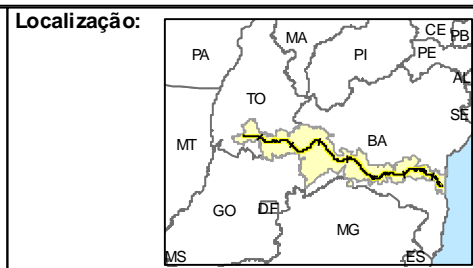 Localização:
CE PB
MA
PA PI PE
AL
TO SE
MT BA
GO DF
MG
MS ES